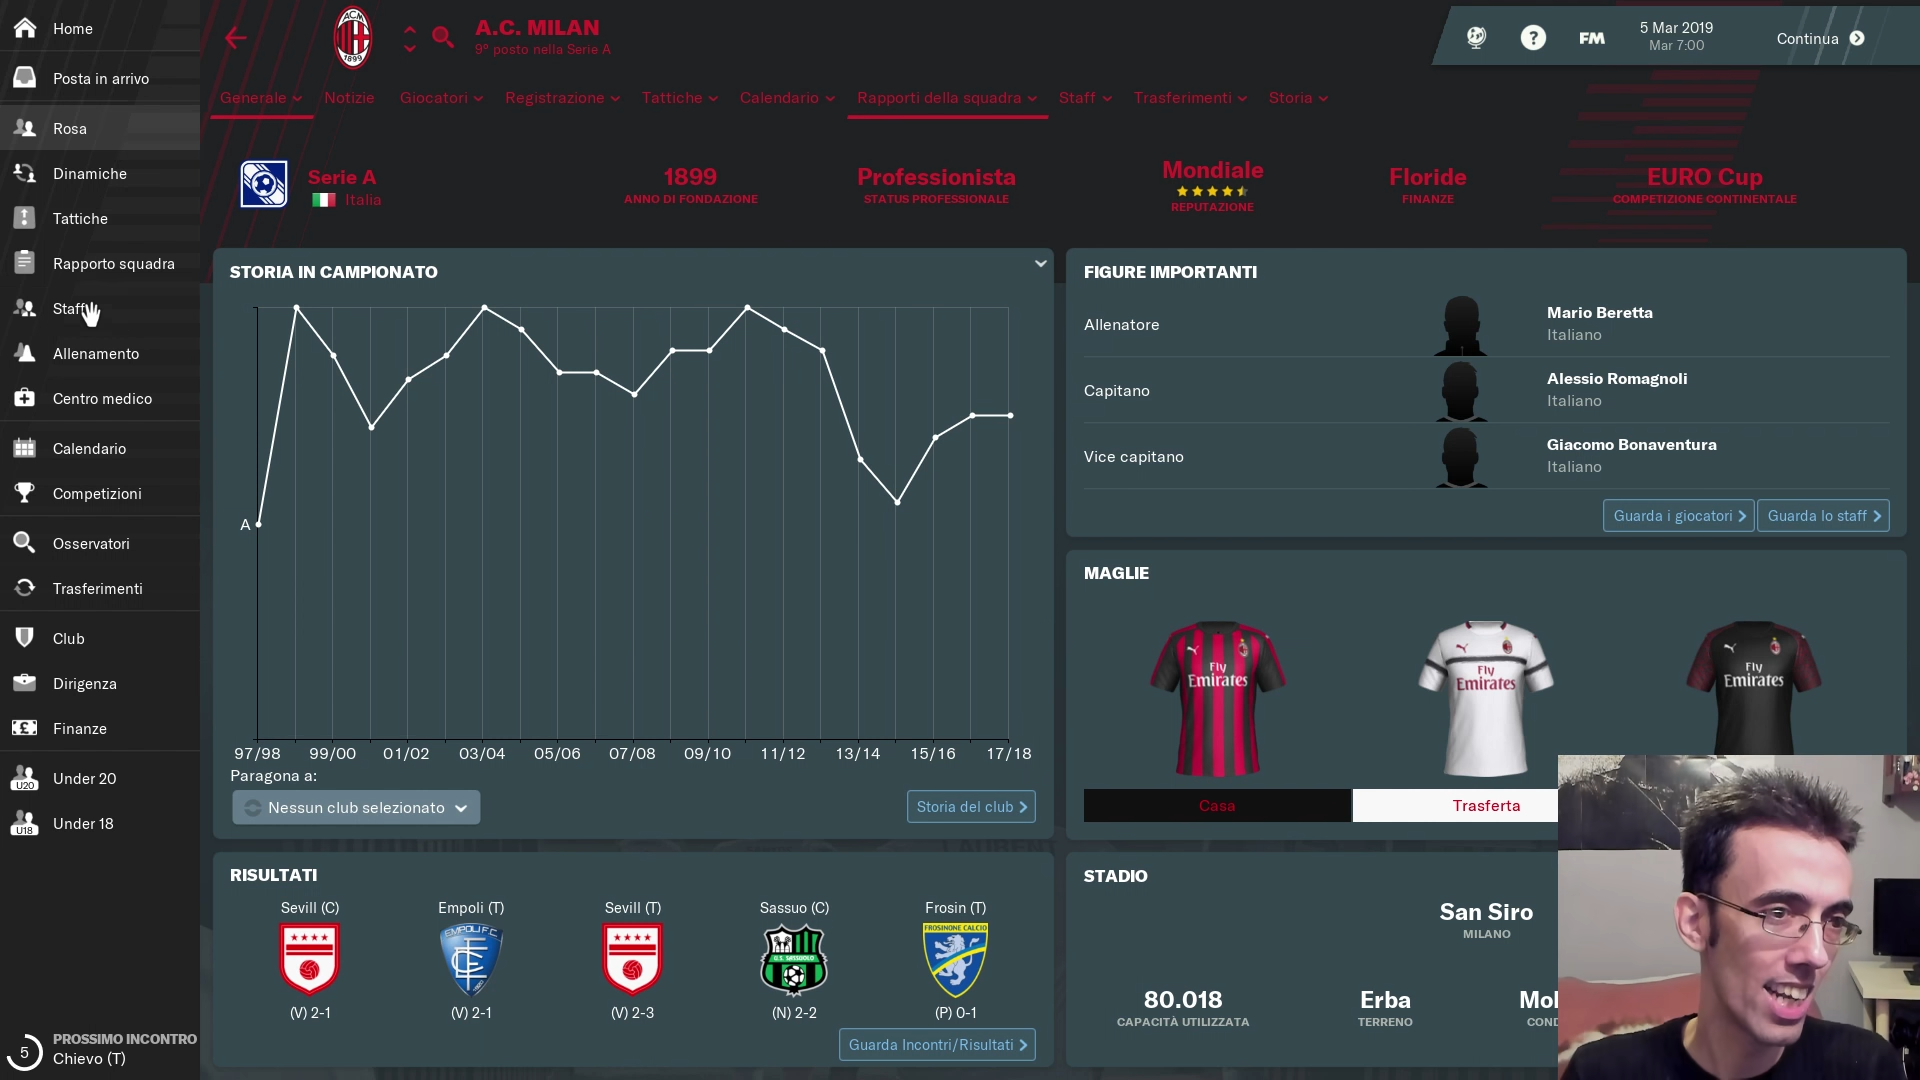 Home
Posta in arrivo
Rosa
Dinamiche
Tattiche
Rapporto squadra
Staff
Allenamento
Centro medico
Calendario
Competizioni
Osservatori
Trasferimenti
Club
Dirigenza
Finanze
U20 Under 20
U18 Under 18
5 PROSSIMO INCONTRO
Chievo (T)
ACM
1899
A.C. MILAN
9° posto nella Serie A
? FM
5 Mar 2019
Mar 7:00
Continua
Generale Notizie Giocatori Registrazione Tattiche Calendario Rapporti della squadra Staff Trasferimenti Storia
Serie A
Italia
1899
ANNO DI FONDAZIONE
Professionista
STATUS PROFESSIONALE
Mondiale
REPUTAZIONE
Floride
FINANZE
EURO Cup
COMPETIZIONE CONTINENTALE
STORIA IN CAMPIONATO
A
97/98 99/00 01/02 03/04 05/06 07/08 09/10 11/12 13/14 15/16 17/18
Paragona a:
Nessun club selezionato
Storia del club
FIGURE IMPORTANTI
Allenatore
Mario Beretta
Italiano
Capitano
Alessio Romagnoli
Italiano
Vice capitano
Giacomo Bonaventura
Italiano
Guarda i giocatori Guarda lo staff
MAGLIE
Fly
Emirates
Fly
Emirates
Fly
Emirates
Casa Trasferta
RISULTATI
Sevill (C) Empoli (T) Sevill (T) Sassuo (C) Frosin (T)
EMPOLI F.C.
U.S. SASSUOLO
FROSINONE CALCIO
(V) 2-1 (V) 2-1 (V) 2-3 (N) 2-2 (P) 0-1
Guarda Incontri/Risultati
STADIO
San Siro
MILANO
80.018
CAPACITÀ UTILIZZATA
Erba
TERRENO